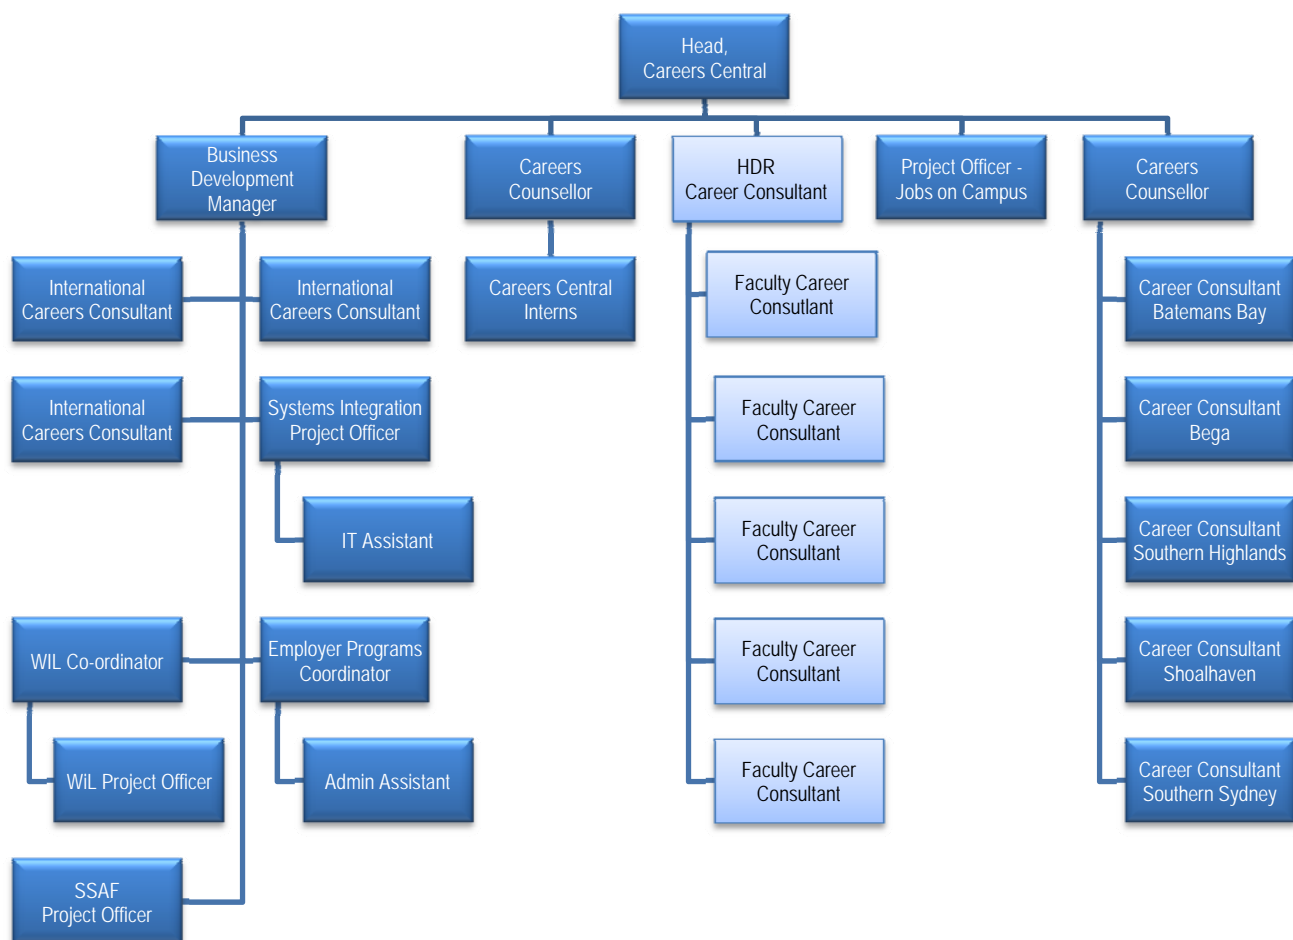 Head,
Careers Central
Business
Development
Manager
Careers
Counsellor
HDR
Career Consultant
Project Officer -
Jobs on Campus
Careers
Counsellor
International
Careers Consultant
International
Careers Consultant
Careers Central
Interns
Faculty Career
Consutlant
Career Consultant
Batemans Bay
International
Careers Consultant
Systems Integration
Project Officer
Faculty Career
Consultant
Career Consultant
Bega
IT Assistant
Faculty Career
Consultant
Career Consultant
Southern Highlands
WIL Co-ordinator
Employer Programs
Coordinator
Faculty Career
Consultant
Career Consultant
Shoalhaven
WiL Project Officer
Admin Assistant
Faculty Career
Consultant
Career Consultant
Southern Sydney
SSAF
Project Officer